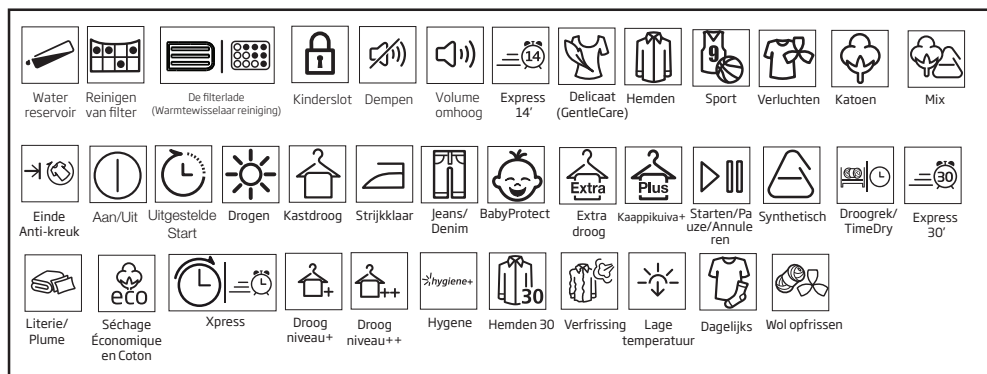 14
9
Water
reservoir
Reinigen
van filter
De filterlade
(Warmtewisselaar reiniging)
Kinderslot
Dempen
Volume
omhoog
Express
14'
Delicaat
(GentleCare)
Hemden
Sport
Verluchten
Katoen
Mix
Extra
Plus
30
Einde
Anti-kreuk
Aan/Uit
Uitgestelde
Start
Drogen
Kastdroog
Strijkklaar
Jeans/
Denim
BabyProtect
Extra
droog
Kaappikuiva+
Starten/Pa
uze/Annule
ren
Synthetisch
Droogrek/
TimeDry
Express
30'
eco
+
++
hygiene+
30
Literie/
Plume
Séchage
Économique
en Coton
Xpress
Droog
niveau+
Droog
niveau++
Hygene
Hemden 30
Verfrissing
Lage
temperatuur
Dagelijks
Wol opfrissen